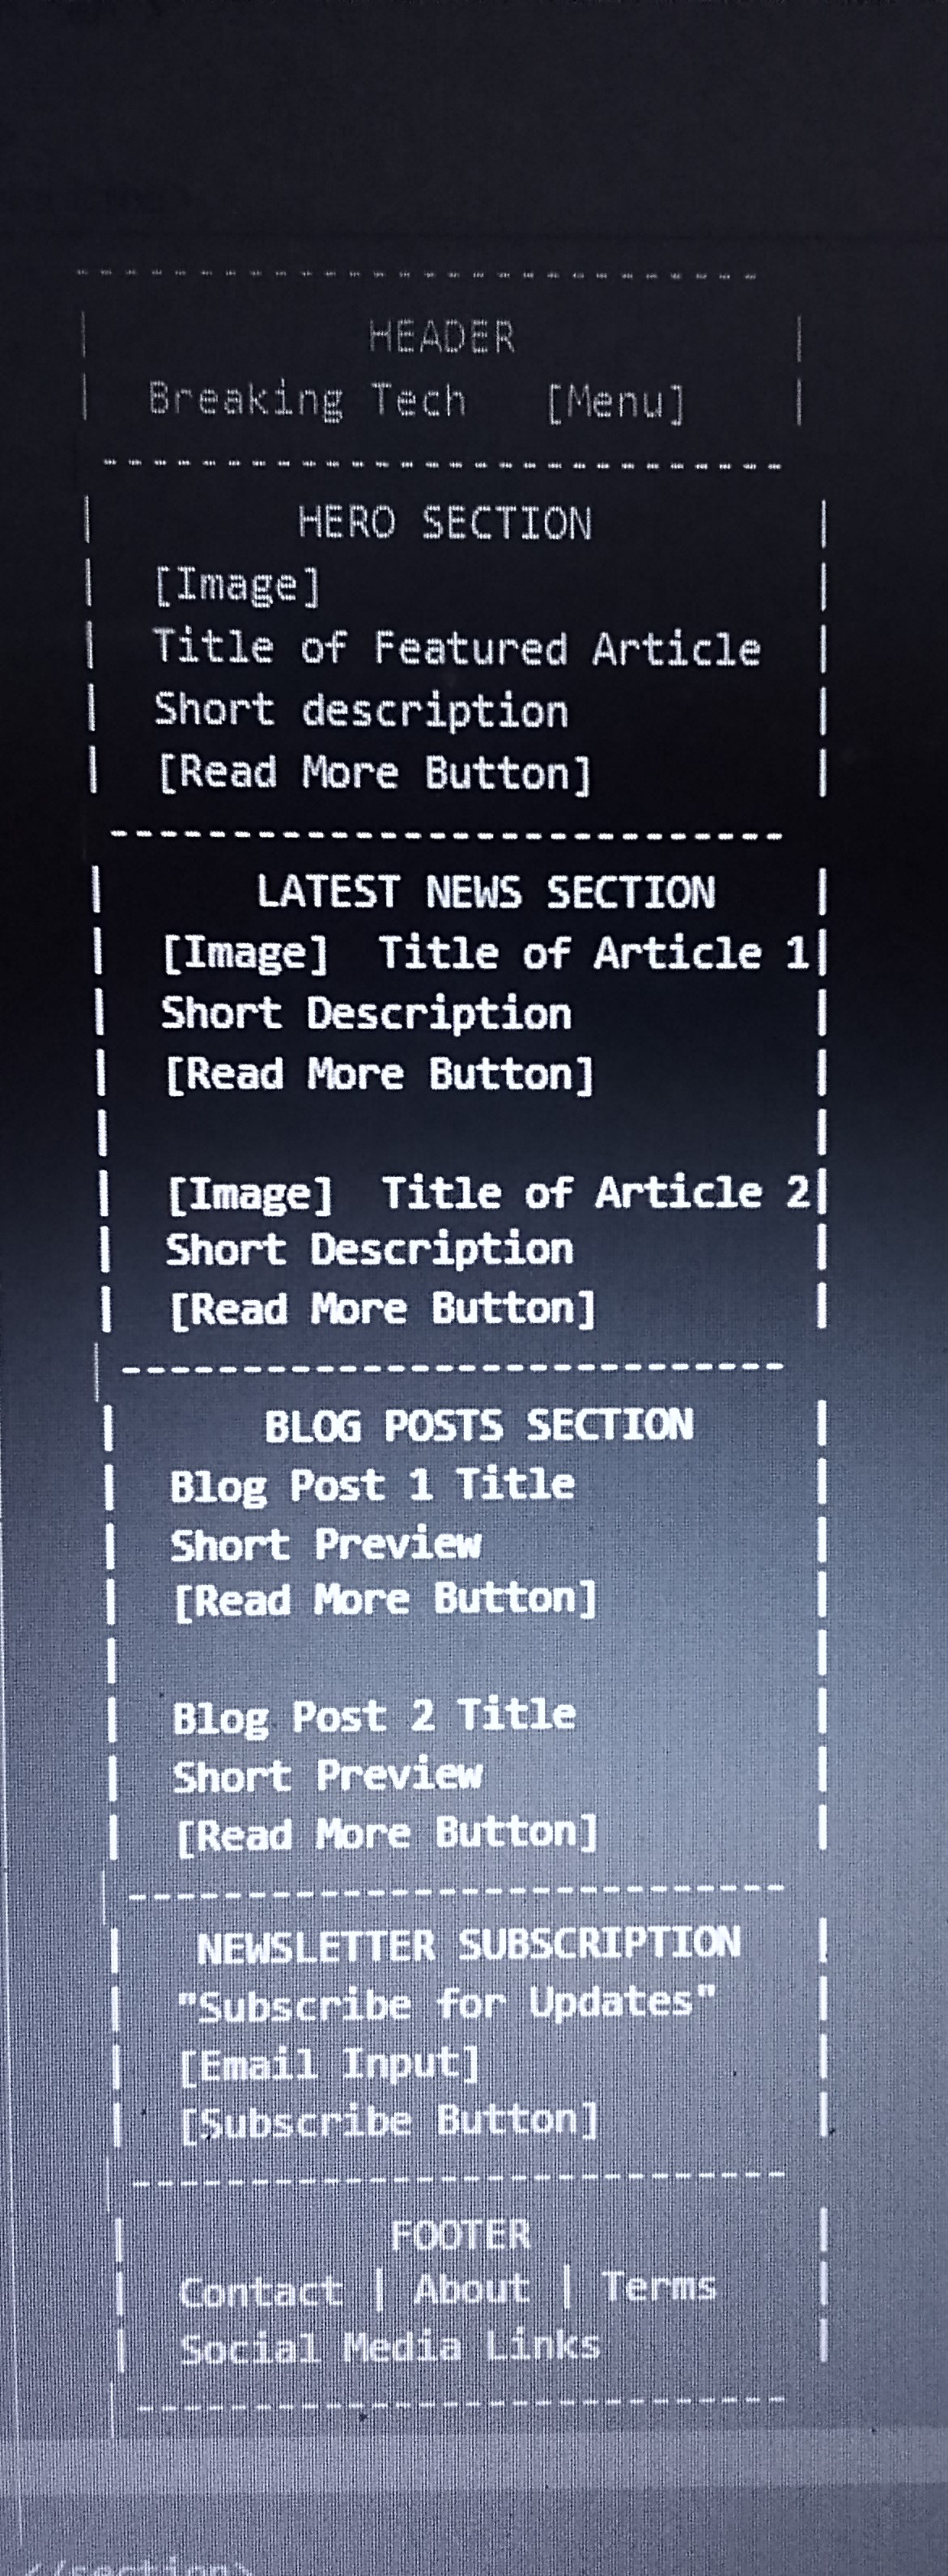 ---------------------------
| HEADER |
| Breaking Tech [Menu] |
---------------------------
| HERO SECTION |
| [Image] |
| Title of Featured Article |
| Short description |
| [Read More Button] |
---------------------------
| LATEST NEWS SECTION |
| [Image] Title of Article 1|
| Short Description |
| [Read More Button] |
| |
| [Image] Title of Article 2|
| Short Description |
| [Read More Button] |
---------------------------
| BLOG POSTS SECTION |
| Blog Post 1 Title |
| Short Preview |
| [Read More Button] |
| |
| Blog Post 2 Title |
| Short Preview |
| [Read More Button] |
---------------------------
| NEWSLETTER SUBSCRIPTION |
| "Subscribe for Updates" |
| [Email Input] |
| [Subscribe Button] |
---------------------------
| FOOTER |
| Contact | About | Terms |
| Social Media Links |
---------------------------
</section>